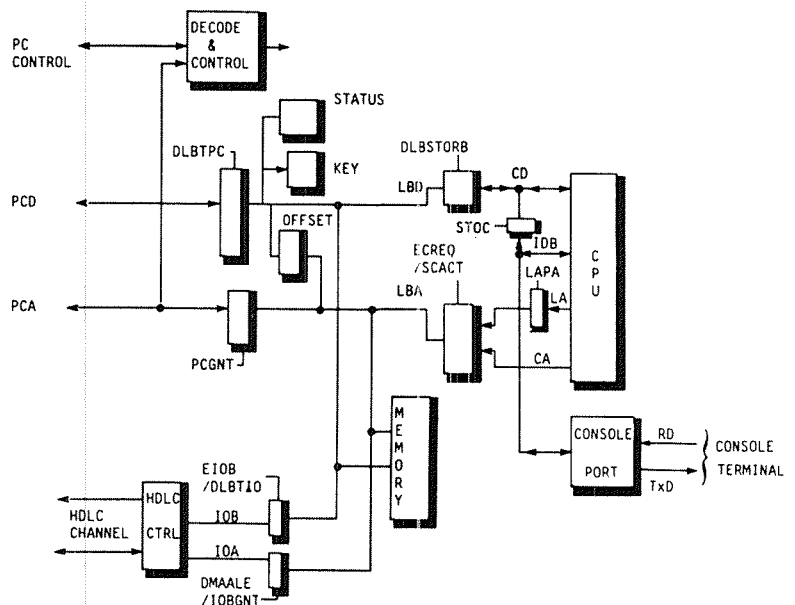 PC
CONTROL
DECODE
&
CONTROL
STATUS
DLBTPC
KEY
DLBSTORB
CD
PCD
LBD
OFFSET
STOC
IDB
ECREQ
/SCACT
LAPA
CPU
PCA
LBA
LA
PCGNT
CA
MEMORY
CONSOLE
PORT
RD
TxD
CONSOLE
TERMINAL
EIOB
/DLBTIO
HDLC
CTRL
HDLC
CHANNEL
IOB
IOA
DMAALE
/IOBGNT